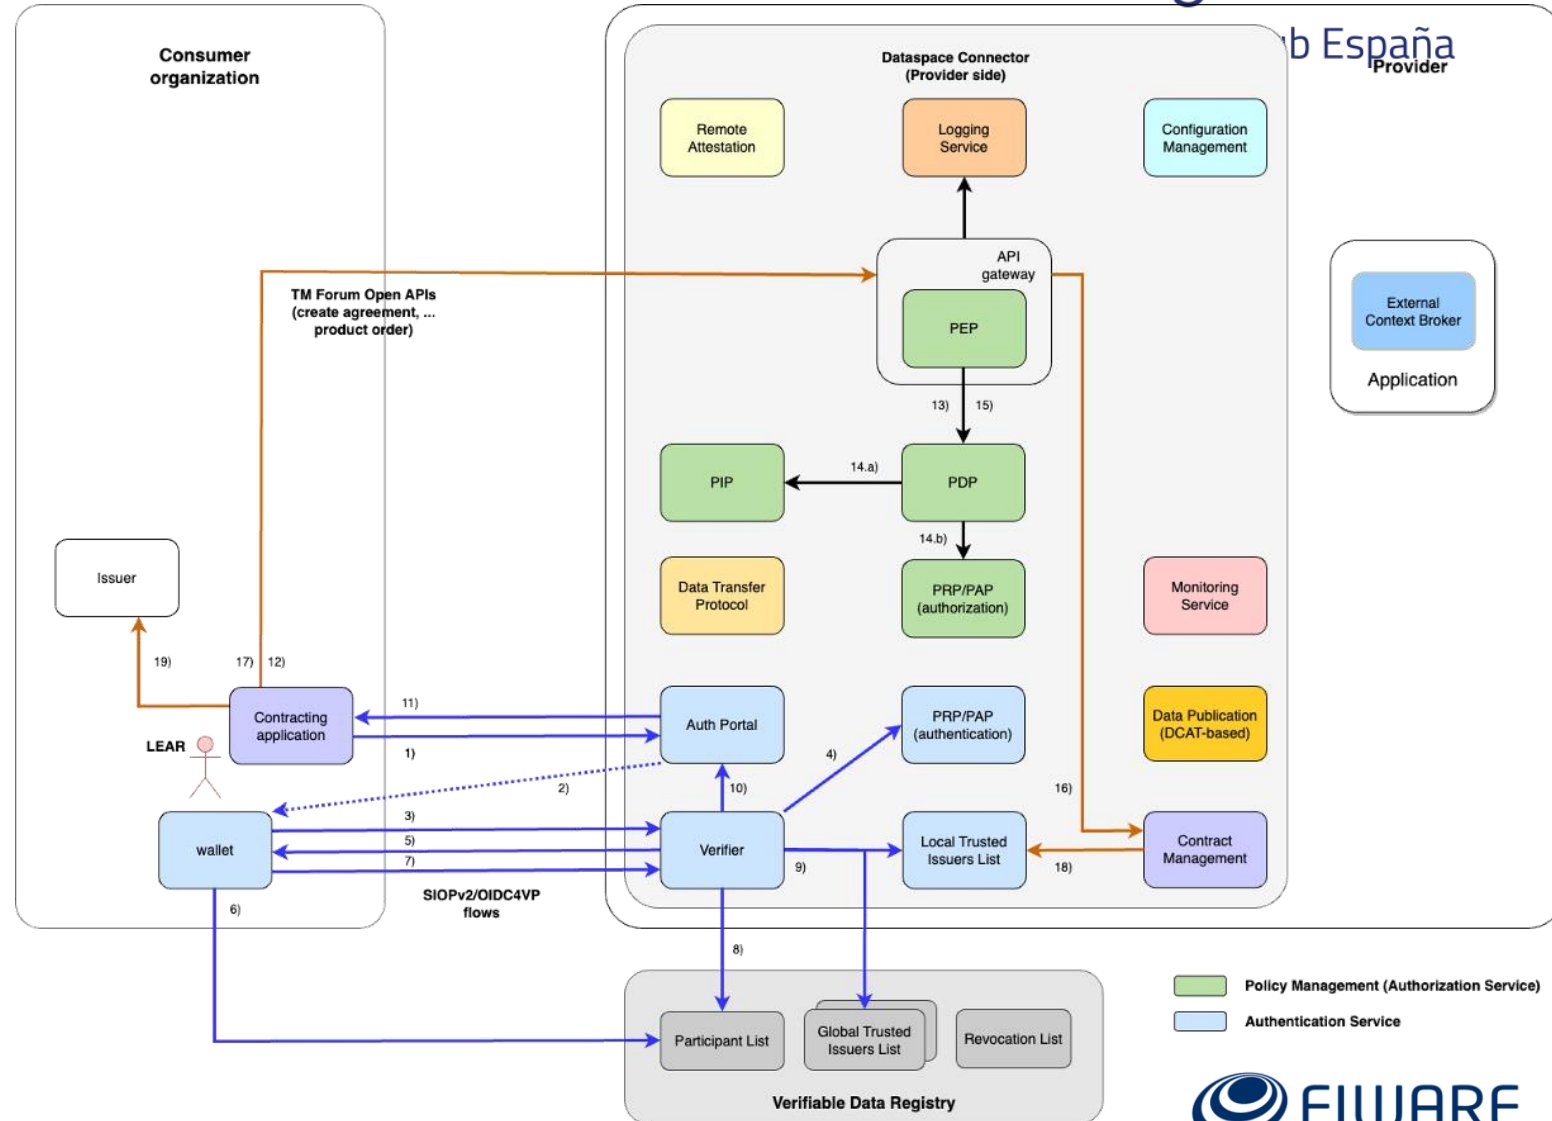 b España
Provider
Consumer
organization
Dataspace Connector
(Provider side)
Remote
Attestation
Logging
Service
Configuration
Management
API
gateway
PEP
TM Forum Open APIs
(create agreement, ...
product order)
External
Context Broker
Application
13)
15)
PIP
14.a)
PDP
14.b)
Issuer
Data Transfer
Protocol
PRP/PAP
(authorization)
Monitoring
Service
19)
17)
12)
Contracting
application
11)
1)
Auth Portal
PRP/PAP
(authentication)
Data Publication
(DCAT-based)
LEAR
2)
10)
4)
16)
wallet
3)
5)
7)
Verifier
9)
Local Trusted
Issuers List
18)
Contract
Management
SIOPv2/OIDC4VP
flows
6)
8)
Participant List
Global Trusted
Issuers List
Revocation List
Verifiable Data Registry
Policy Management (Authorization Service)
Authentication Service
FIWARE